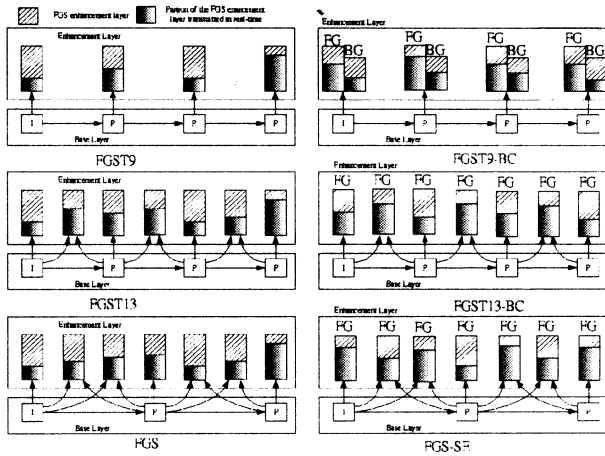 FGS enhancement layer
Portion of the FGS enhancement
layer transmitted in real-time
Enhancement Layer
I P P P
Base Layer
FGST9
Enhancement Layer
FG BG FG BG FG BG FG BG
I P P P
Base Layer
FGST9-BC
Enhancement Layer
I P P P
Base Layer
FGST13
Enhancement Layer
FG FG FG FG FG FG FG
I P P P
Base Layer
FGST13-BC
Enhancement Layer
I P P
Base Layer
FGS
Enhancement Layer
FG FG FG FG FG FG FG
I P P
Base Layer
FGS-SE